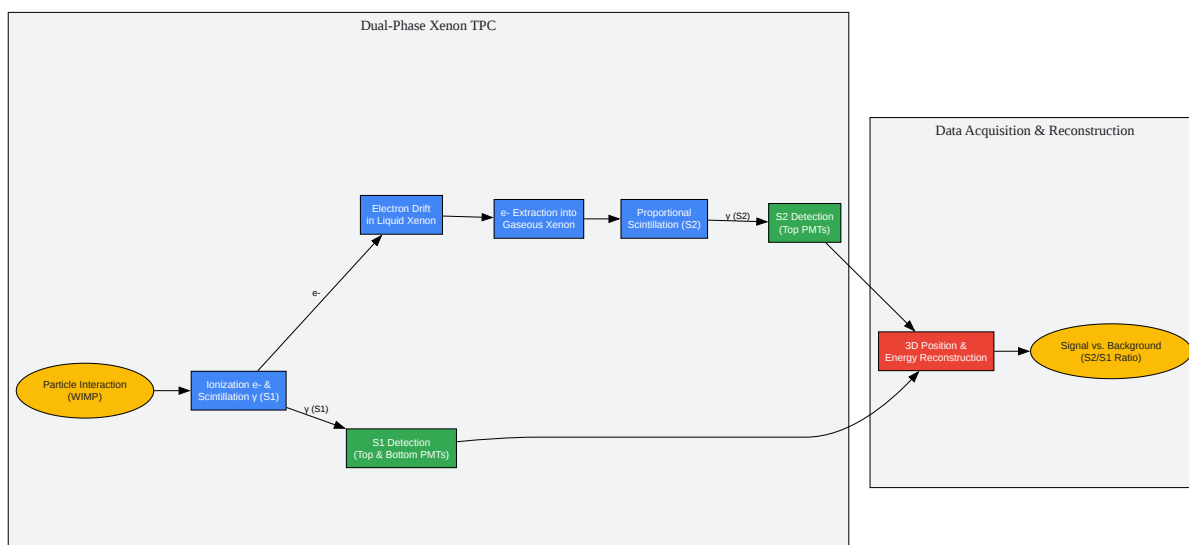 Dual-Phase Xenon TPC
Data Acquisition & Reconstruction
Electron Drift
in Liquid Xenon
e- Extraction into
Gaseous Xenon
Proportional
Scintillation (S2)
γ (S2)
S2 Detection
(Top PMTs)
e-
3D Position &
Energy Reconstruction
Signal vs. Background
(S2/S1 Ratio)
Particle Interaction
(WIMP)
Ionization e- &
Scintillation γ (S1)
γ (S1)
S1 Detection
(Top & Bottom PMTs)